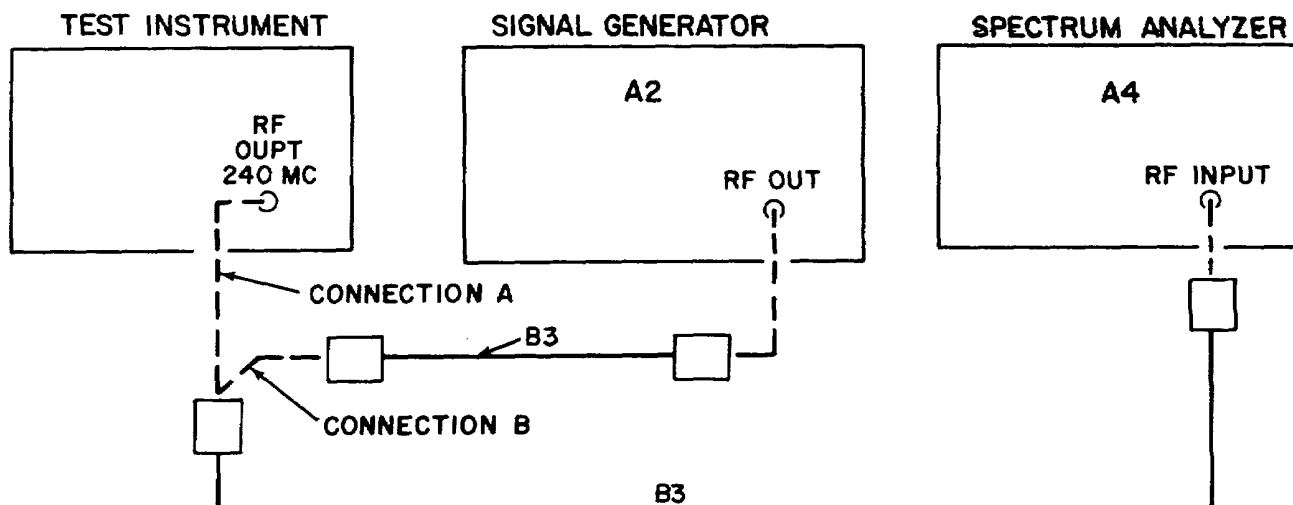 TEST INSTRUMENT
SIGNAL GENERATOR
SPECTRUM ANALYZER
A2
A4
RF
OUPT
240 MC
RF OUT
RF INPUT
CONNECTION A
B3
CONNECTION B
B3